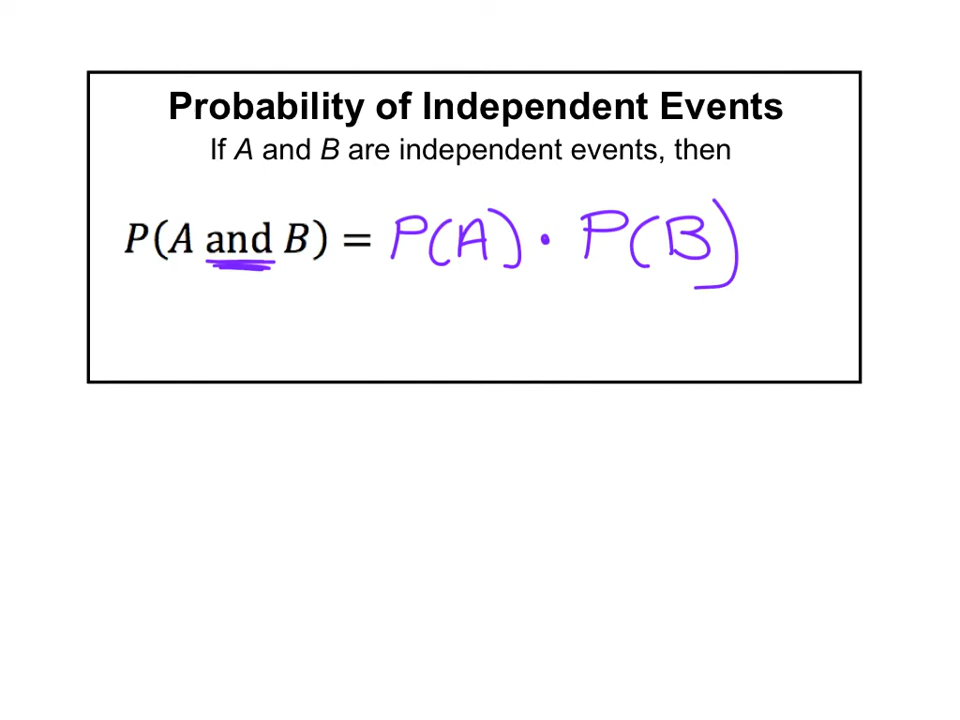 Probability of Independent Events
If A and B are independent events, then
P(A and B) = P(A) · P(B)